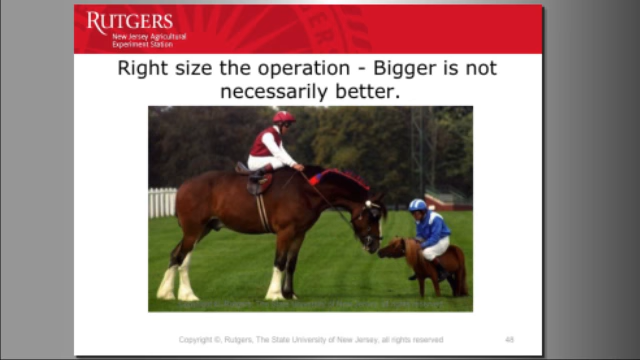 RUTGERS
New Jersey Agricultural
Experiment Station
Right size the operation - Bigger is not
necessarily better.
Copyright ©, Rutgers, The State University of New Jersey, all rights reserved
48